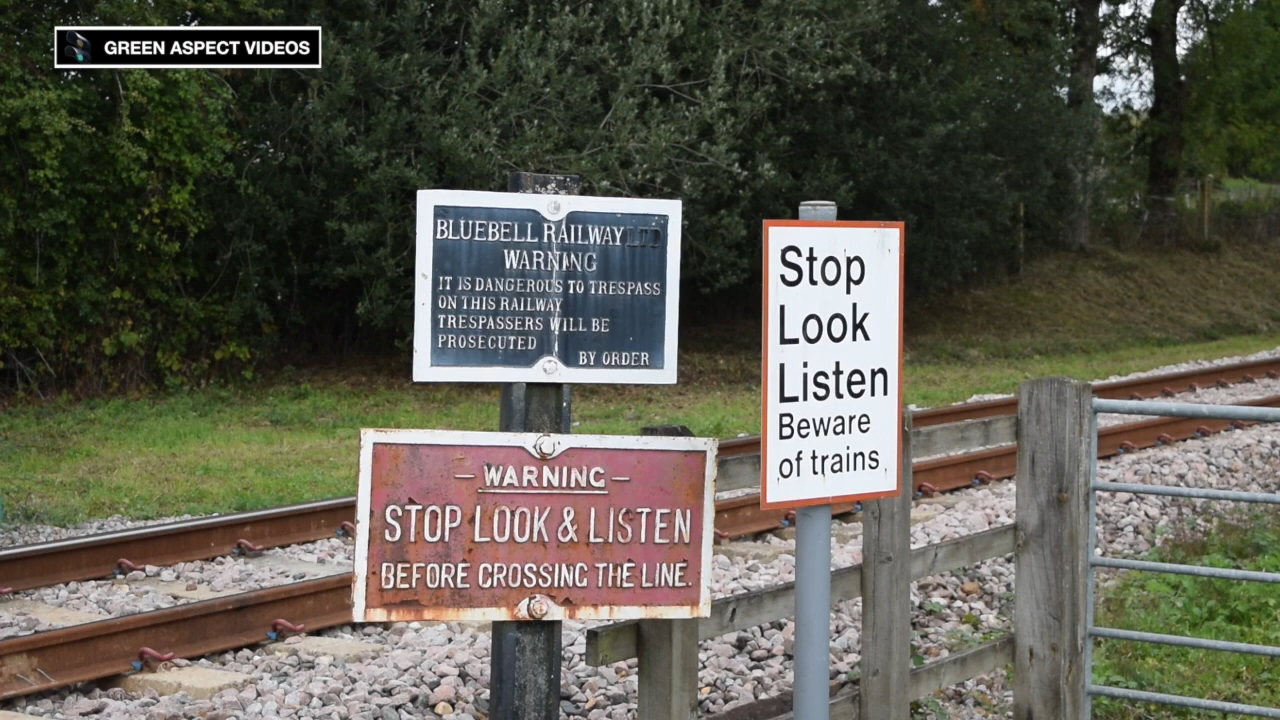 GREEN ASPECT VIDEOS
BLUEBELL RAILWAY LTD
WARNING
IT IS DANGEROUS TO TRESPASS
ON THIS RAILWAY
TRESPASSERS WILL BE
PROSECUTED
BY ORDER
— WARNING —
STOP LOOK & LISTEN
BEFORE CROSSING THE LINE.
Stop
Look
Listen
Beware
of trains